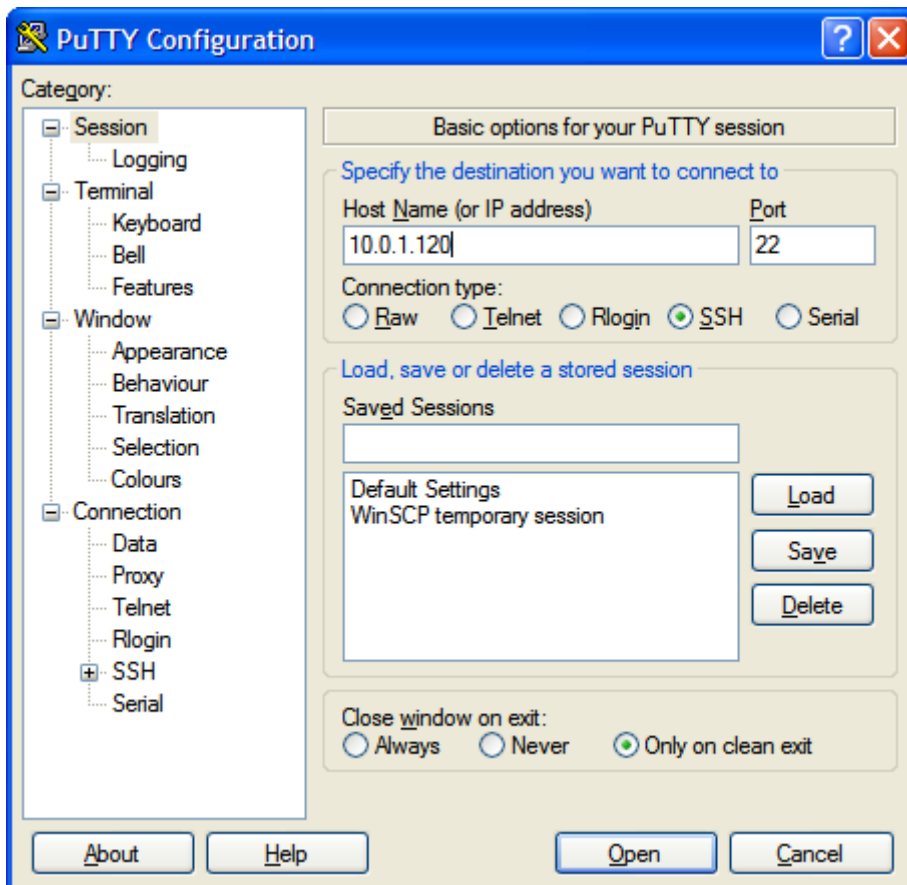 PuTTY Configuration
Category:
Session
Logging
Terminal
Keyboard
Bell
Features
Window
Appearance
Behaviour
Translation
Selection
Colours
Connection
Data
Proxy
Telnet
Rlogin
SSH
Serial
Basic options for your PuTTY session
Specify the destination you want to connect to
Host Name (or IP address) Port
10.0.1.120 22
Connection type:
Raw Telnet Rlogin SSH Serial
Load, save or delete a stored session
Saved Sessions
Default Settings
WinSCP temporary session
Load
Save
Delete
Close window on exit:
Always Never Only on clean exit
About Help Open Cancel